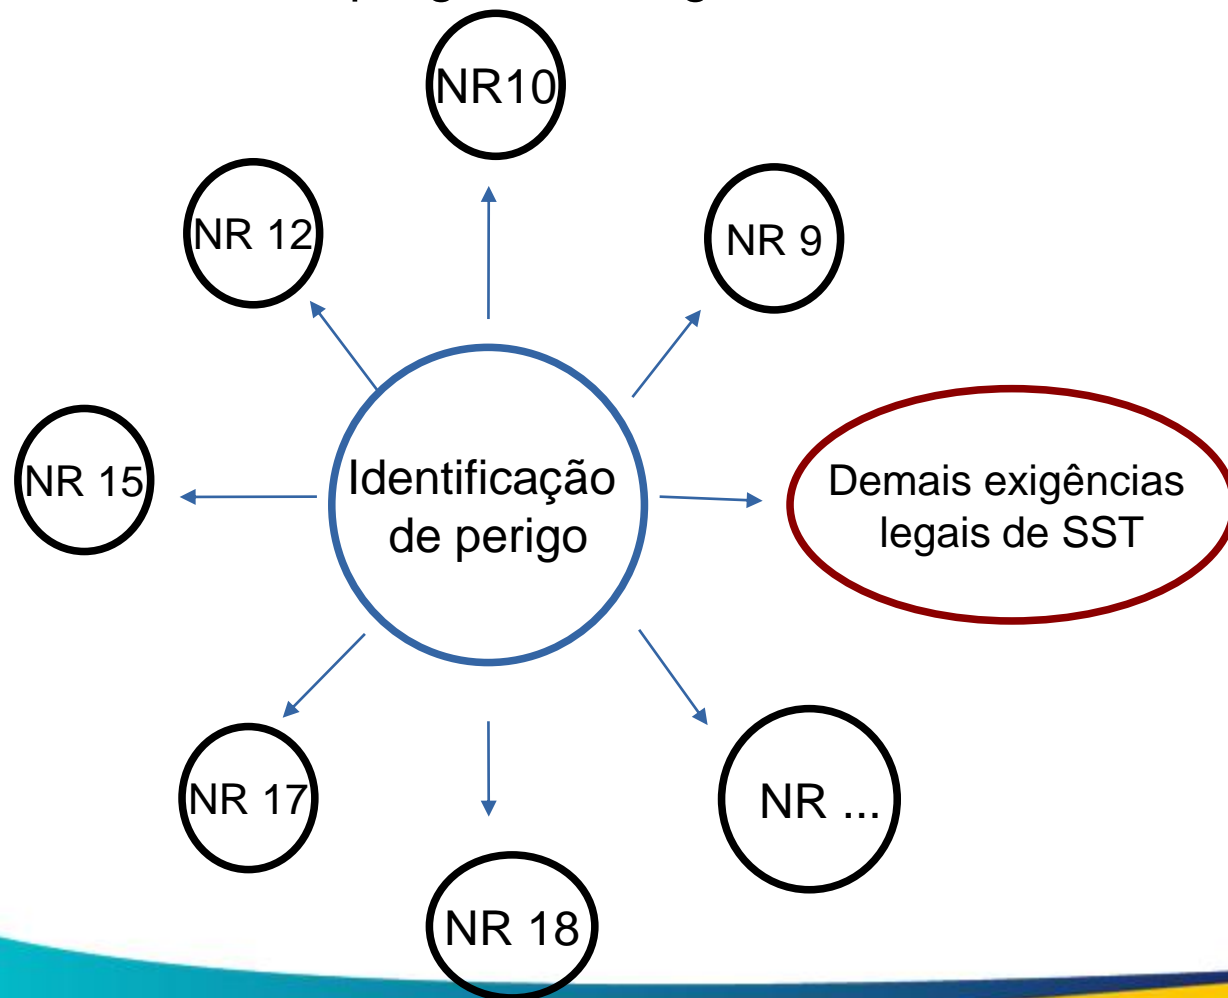 NR10
NR 12
NR 9
NR 15
Identificação
de perigo
Demais exigências
legais de SST
NR 17
NR ...
NR 18